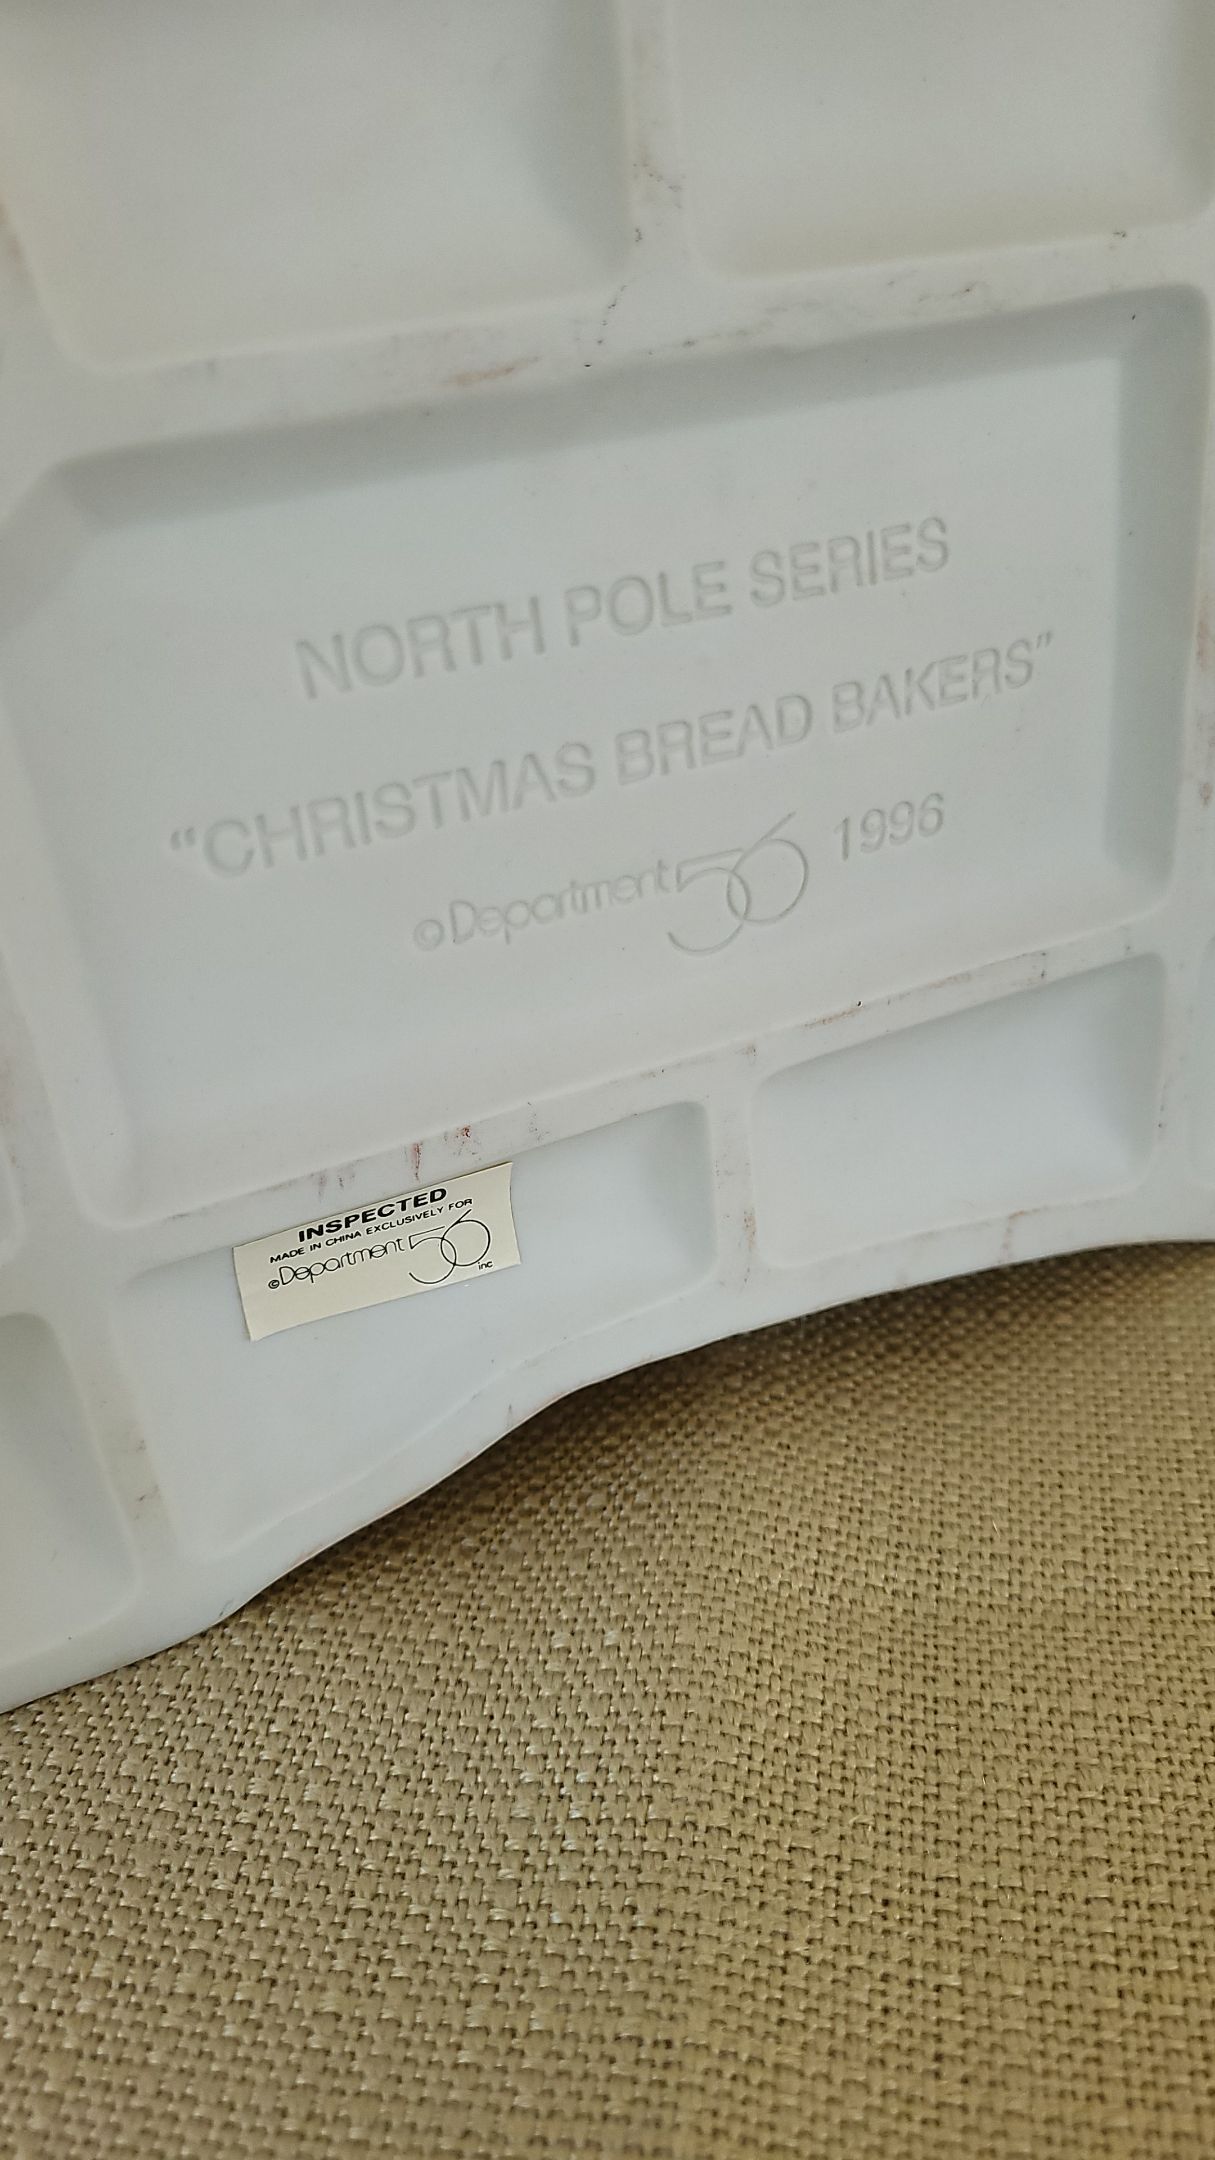 NORTH POLE SERIES
“CHRISTMAS BREAD BAKERS”
©Department 56 1996
INSPECTED
MADE IN CHINA EXCLUSIVELY FOR
©Department 56 inc